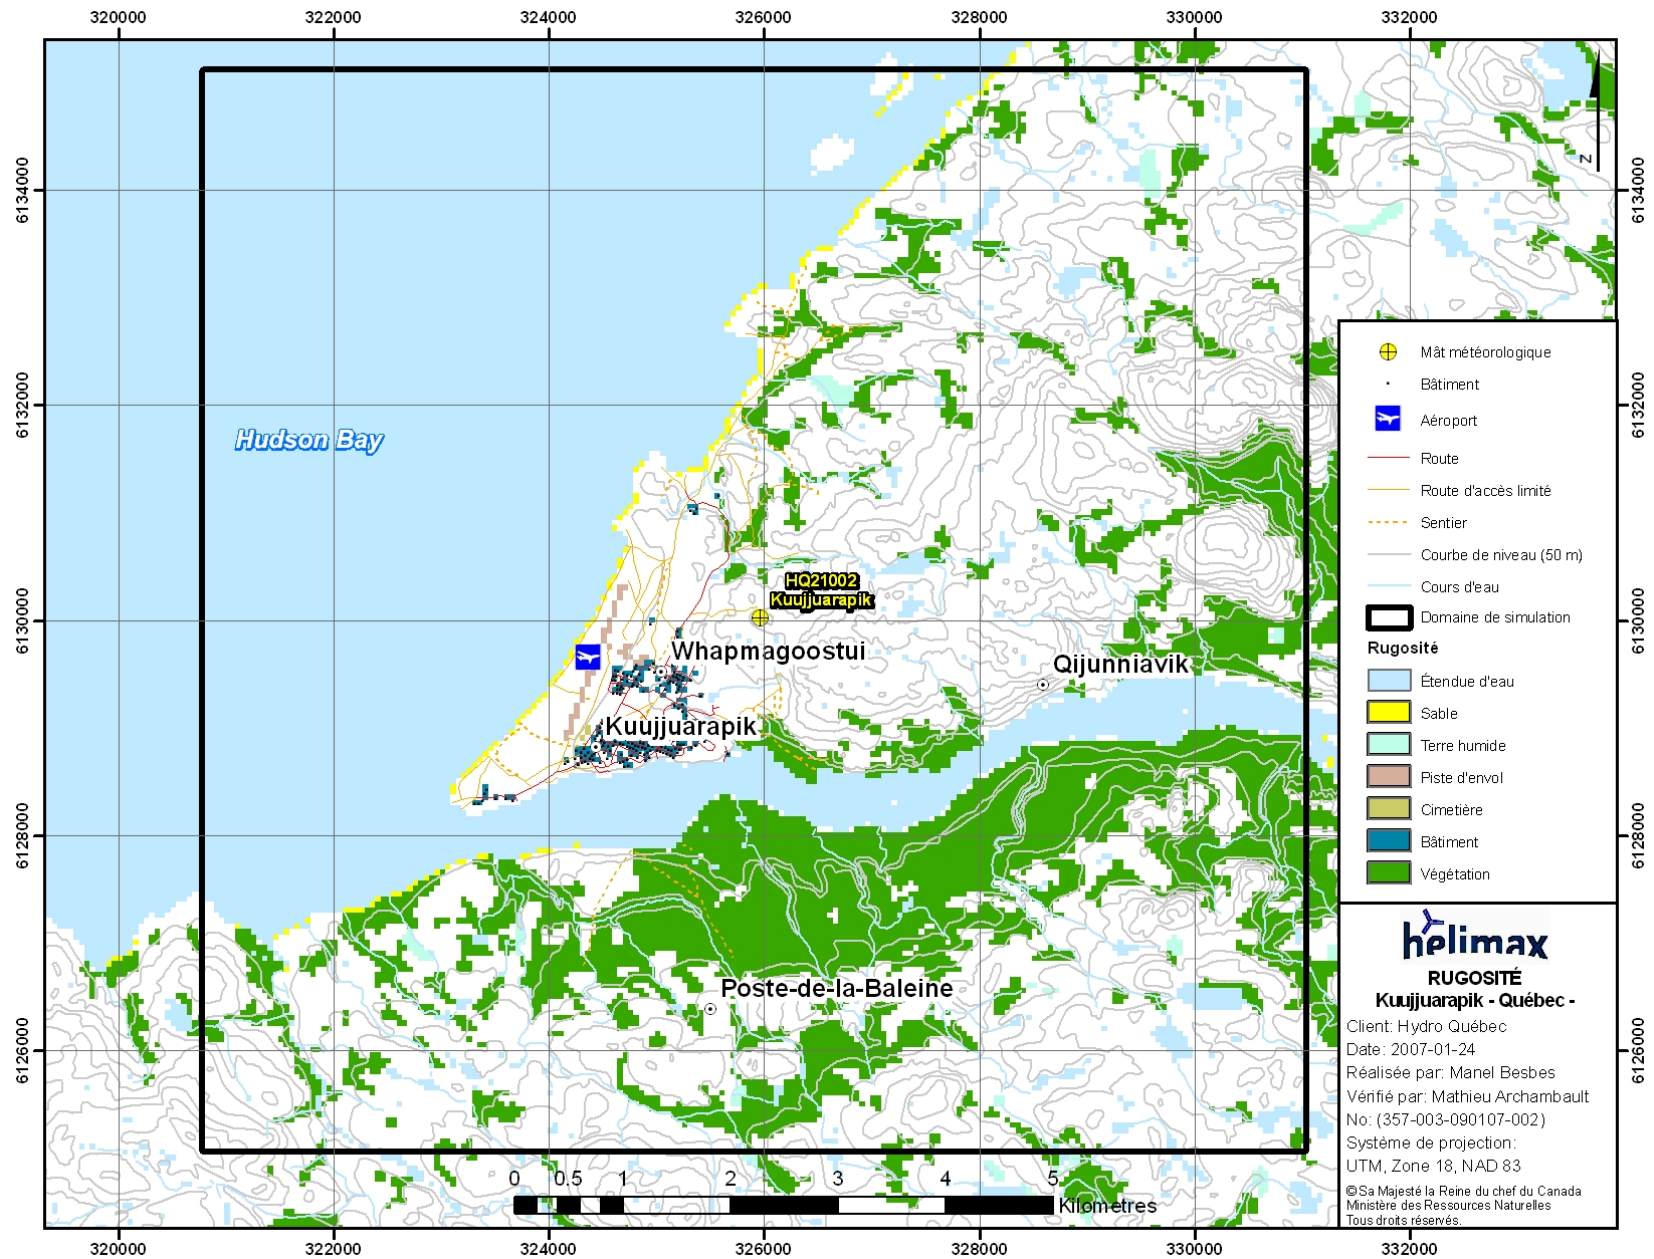 320000
322000
324000
326000
328000
330000
332000
6134000
6134000
N
6132000
6132000
6130000
6130000
6128000
6128000
6126000
6126000
Hudson Bay
HQ21002
Kuujjuarapik
Whapmagoostui
Qijunniavik
Kuujjuarapik
Poste-de-la-Baleine
Mât météorologique
Bâtiment
Aéroport
Route
Route d'accès limité
Sentier
Courbe de niveau (50 m)
Cours d'eau
Domaine de simulation
Rugosité
Étendue d'eau
Sable
Terre humide
Piste d'envol
Cimetière
Bâtiment
Végétation
hélimax
RUGOSITÉ
Kuujjuarapik - Québec -
Client: Hydro Québec
Date: 2007-01-24
Réalisée par: Manel Besbes
Vérifié par: Mathieu Archambault
No: (357-003-090107-002)
Système de projection:
UTM, Zone 18, NAD 83
©Sa Majesté la Reine du chef du Canada
Ministère des Ressources Naturelles
Tous droits réservés.
0 0.5 1 2 3 4 5
Kilometres
320000
322000
324000
326000
328000
330000
332000